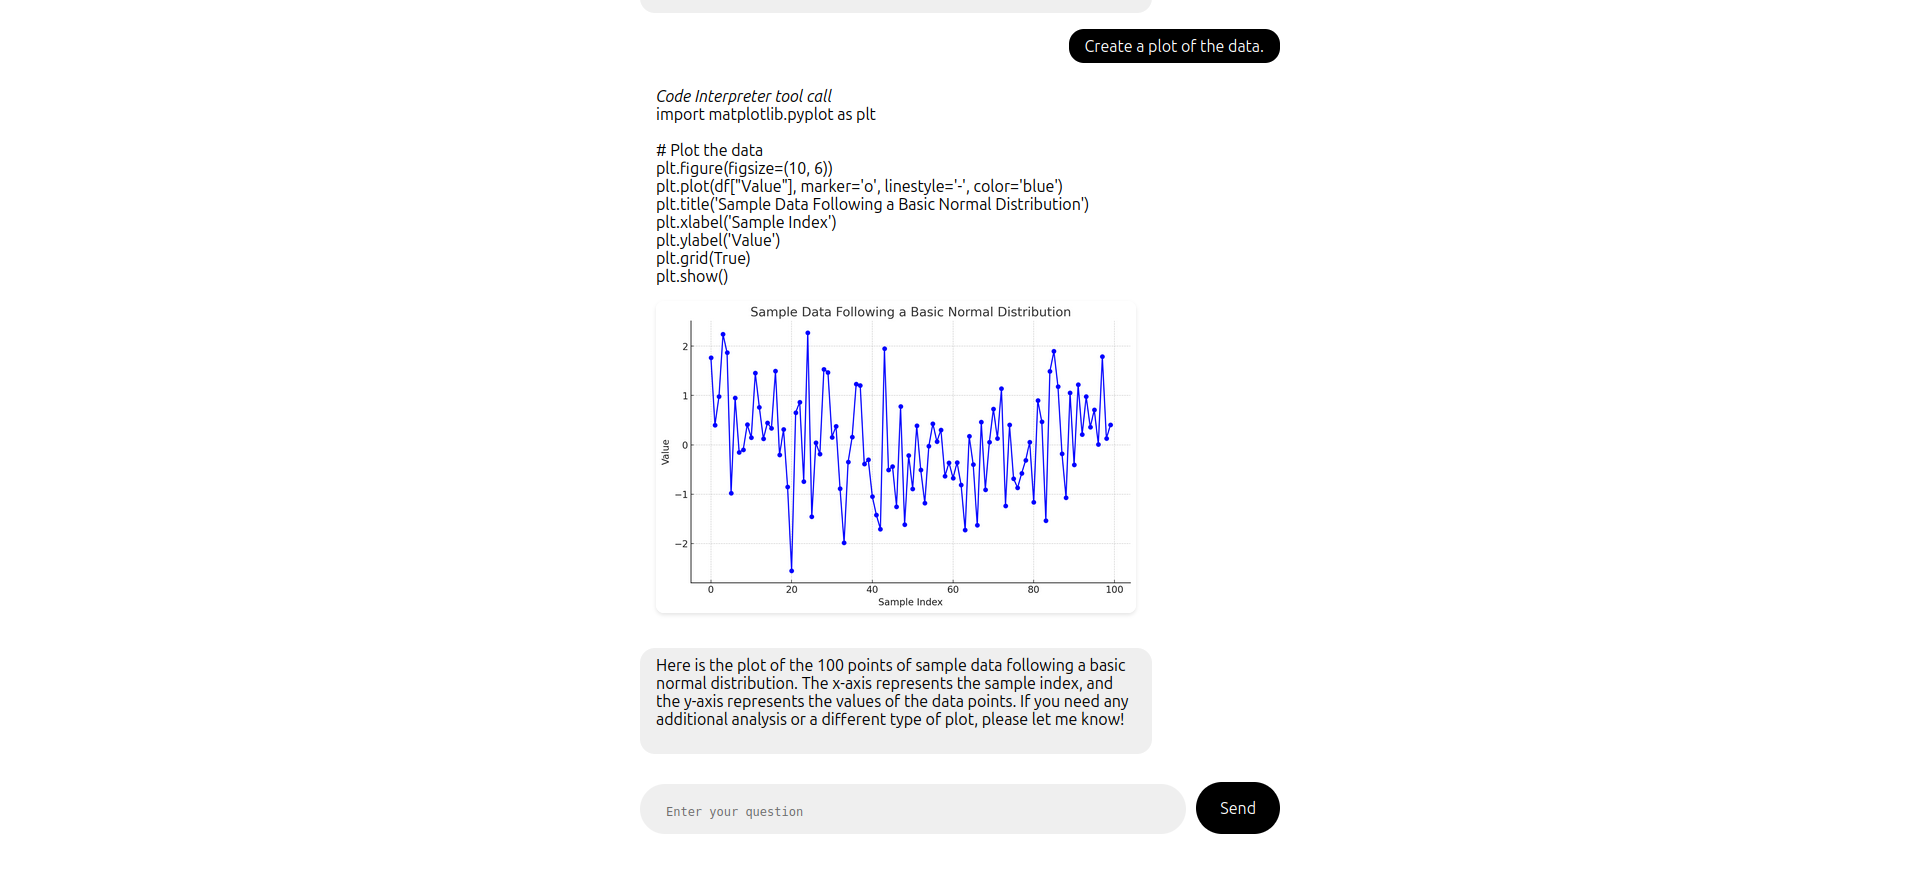 Create a plot of the data.
Code Interpreter tool call
import matplotlib.pyplot as plt
# Plot the data
plt.figure(figsize=(10, 6))
plt.plot(df["Value"], marker='o', linestyle='-', color='blue')
plt.title('Sample Data Following a Basic Normal Distribution')
plt.xlabel('Sample Index')
plt.ylabel('Value')
plt.grid(True)
plt.show()
Sample Data Following a Basic Normal Distribution
Value
2
1
0
−1
−2
0 20 40 60 80 100
Sample Index
Here is the plot of the 100 points of sample data following a basic
normal distribution. The x-axis represents the sample index, and
the y-axis represents the values of the data points. If you need any
additional analysis or a different type of plot, please let me know!
Enter your question
Send